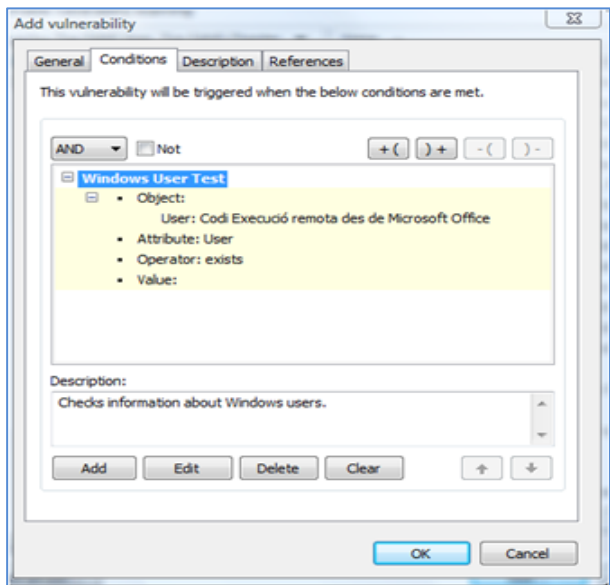 Add vulnerability
General Conditions Description References
This vulnerability will be triggered when the below conditions are met.
AND Not +( )+ -( )-
Windows User Test
Object:
User: Codi Execució remota des de Microsoft Office
Attribute: User
Operator: exists
Value:
Description:
Checks information about Windows users.
Add Edit Delete Clear
OK Cancel